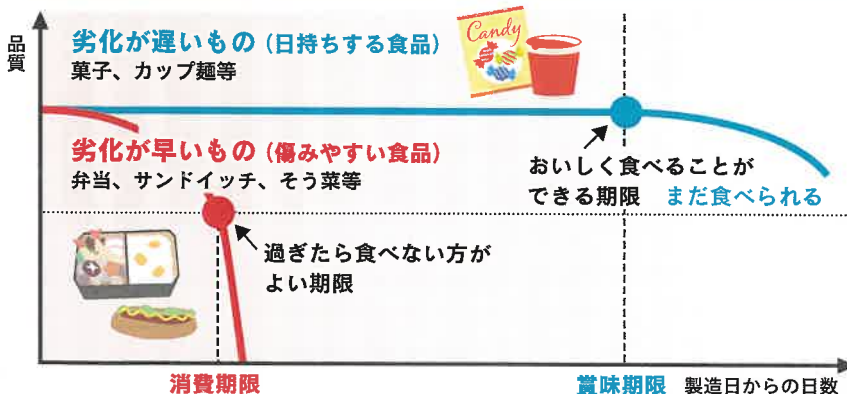 品質
劣化が遅いもの（日持ちする食品）
菓子、カップ麺等
Candy
劣化が早いもの（傷みやすい食品）
弁当、サンドイッチ、そう菜等
おいしく食べることが
できる期限　まだ食べられる
過ぎたら食べない方が
よい期限
消費期限
賞味期限
製造日からの日数